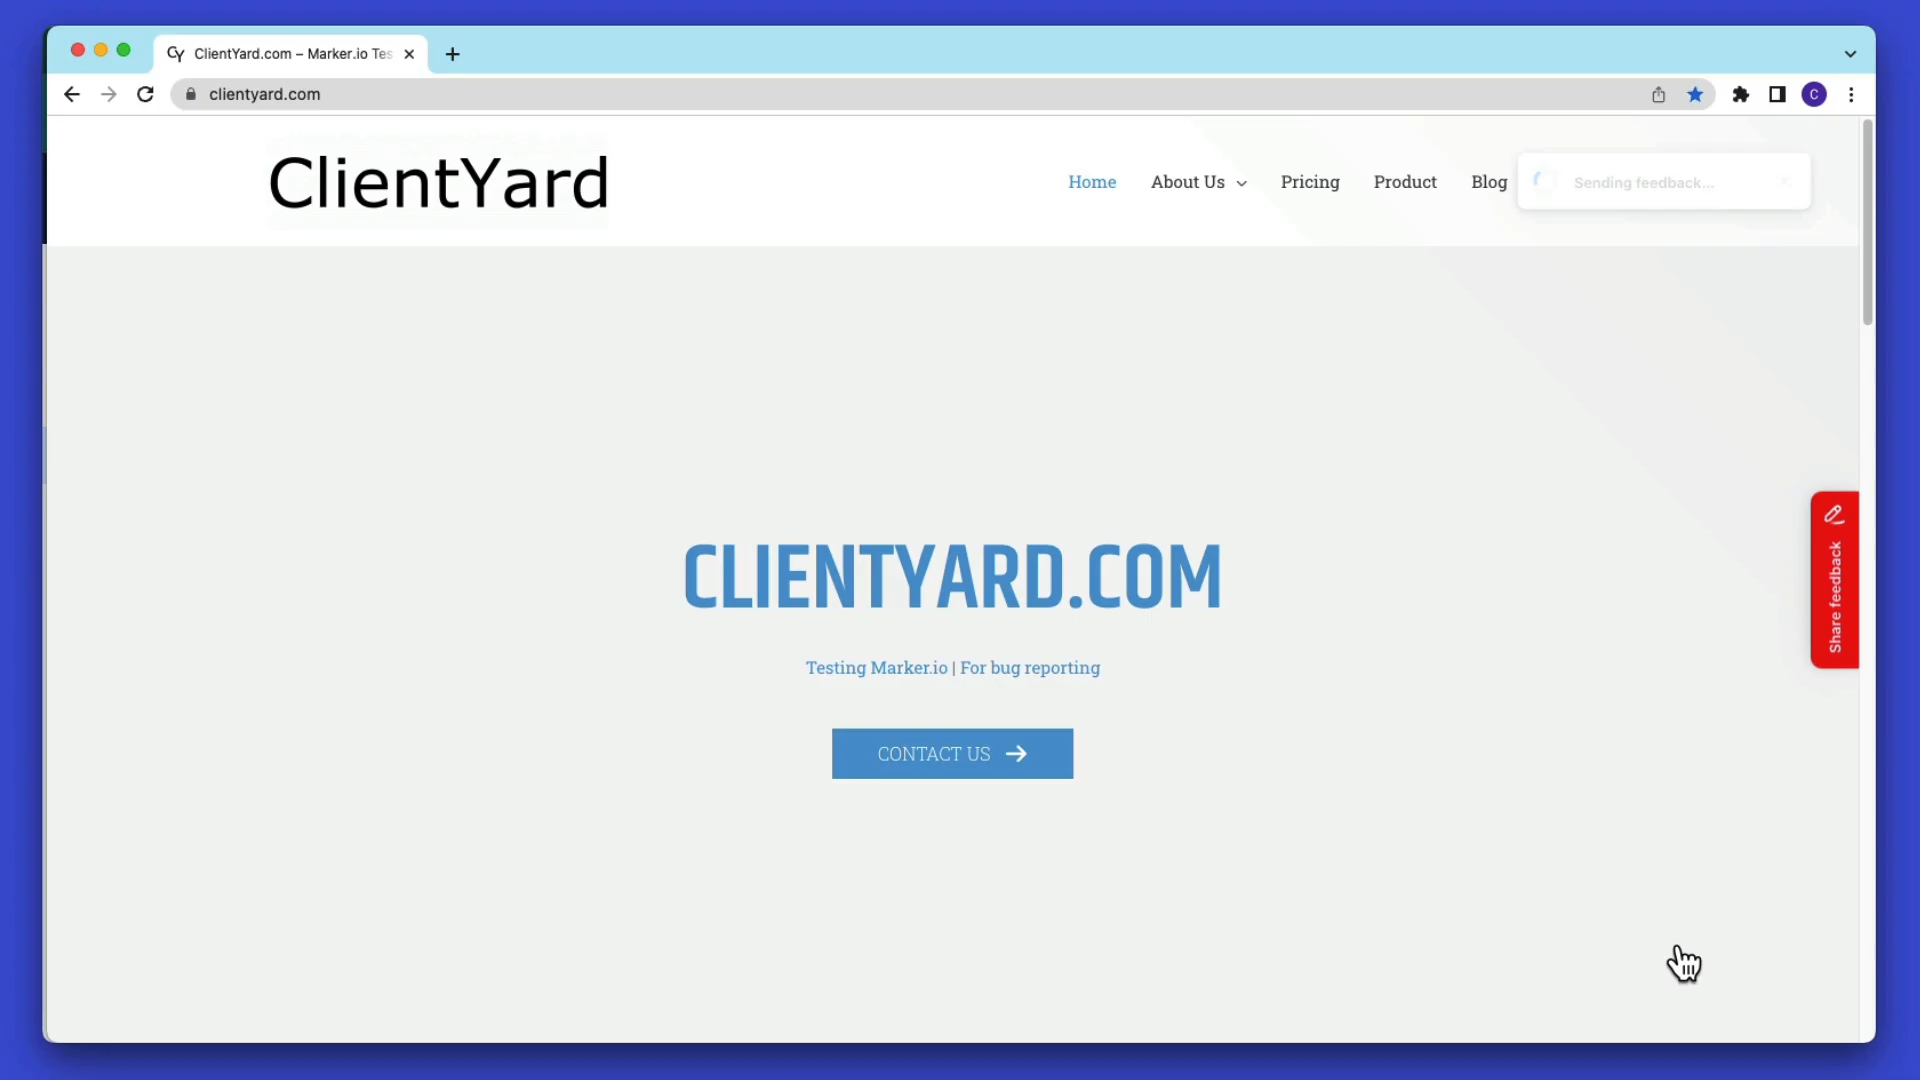 ClientYard.com – Marker.io Tes
clientyard.com
C
ClientYard
Home
About Us
Pricing
Product
Blog
Sending feedback...
Share feedback
CLIENTYARD.COM
Testing Marker.io | For bug reporting
CONTACT US